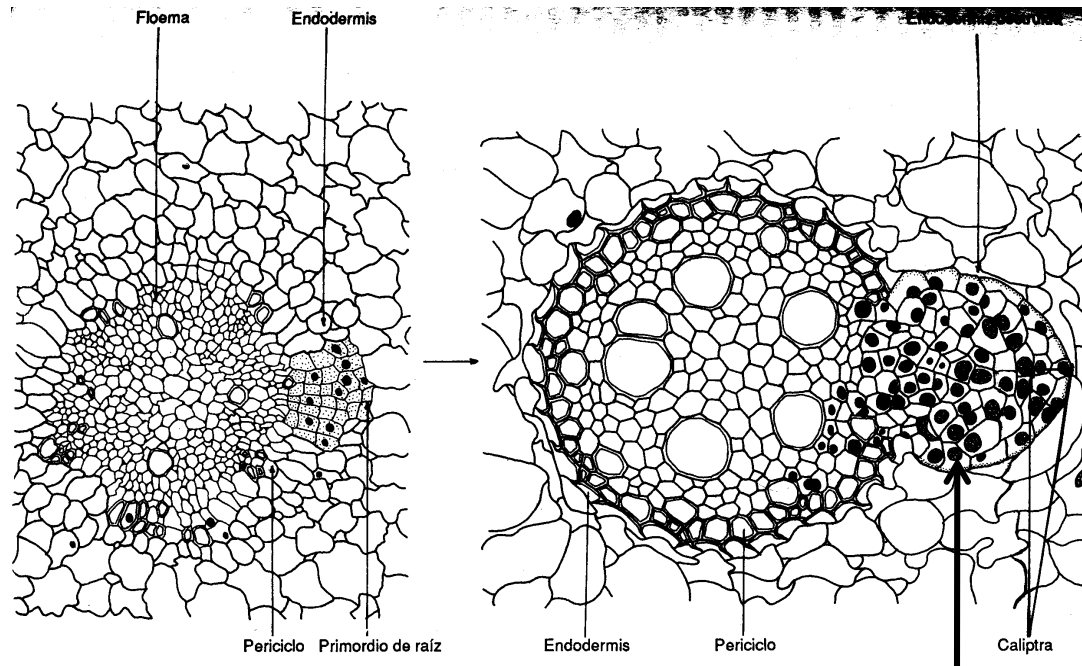 Floema
Endodermis
Periciclo
Primordio de raíz
Endodermis
Periciclo
Caliptra